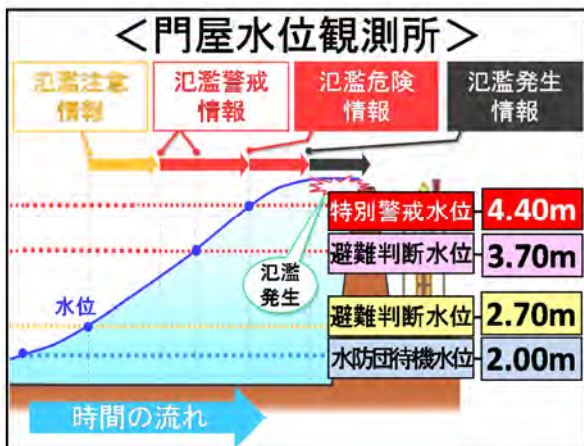 ＜門屋水位観測所＞
氾濫注意
情報
氾濫警戒
情報
氾濫危険
情報
氾濫発生
情報
特別警戒水位
4.40m
避難判断水位
3.70m
氾濫
発生
水位
避難判断水位
2.70m
水防団待機水位
2.00m
時間の流れ